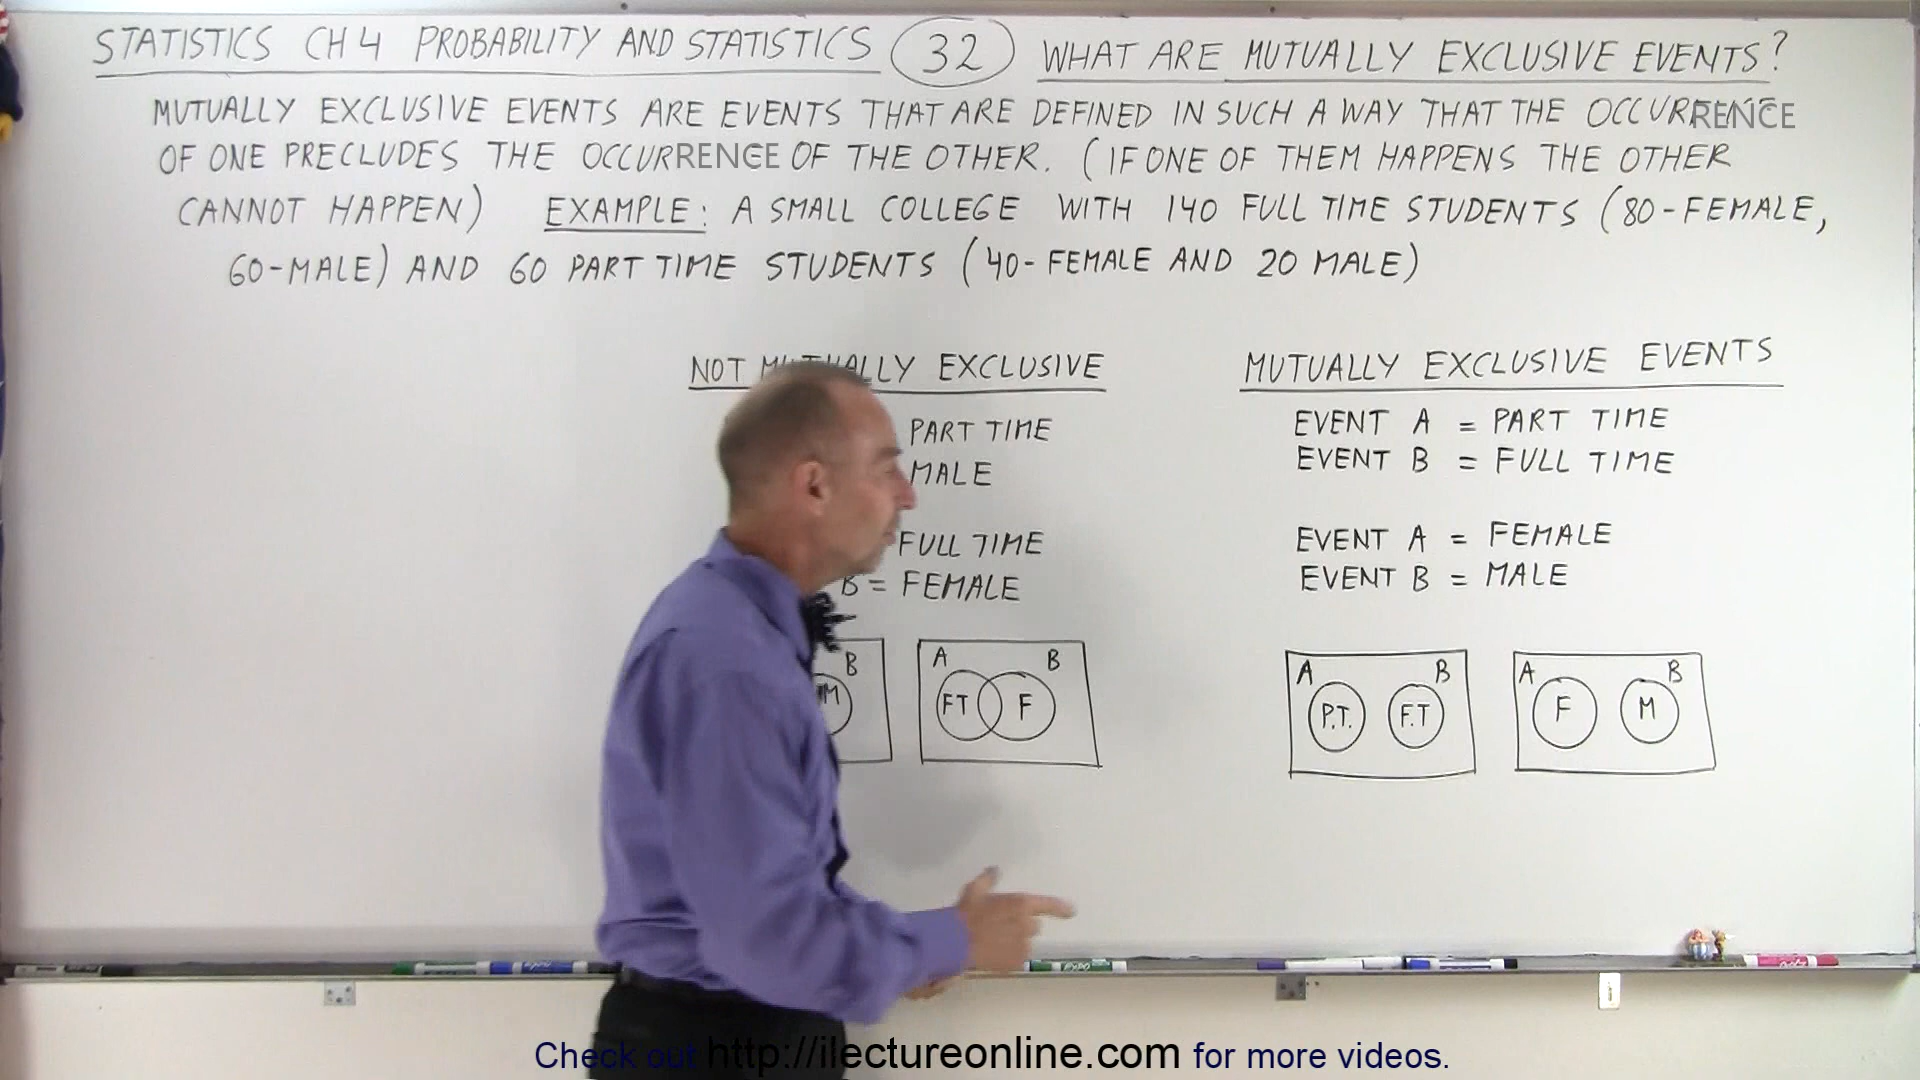 STATISTICS CH 4 PROBABILITY AND STATISTICS 32 WHAT ARE MUTUALLY EXCLUSIVE EVENTS?
MUTUALLY EXCLUSIVE EVENTS ARE EVENTS THAT ARE DEFINED IN SUCH A WAY THAT THE OCCURRENCE
OF ONE PRECLUDES THE OCCURRENCE OF THE OTHER. (IF ONE OF THEM HAPPENS THE OTHER
CANNOT HAPPEN) EXAMPLE: A SMALL COLLEGE WITH 140 FULL TIME STUDENTS (80-FEMALE,
60-MALE) AND 60 PART TIME STUDENTS (40-FEMALE AND 20 MALE)
NOT MUTUALLY EXCLUSIVE
PART TIME
MALE
FULL TIME
B = FEMALE
B
M
A B
FT F
MUTUALLY EXCLUSIVE EVENTS
EVENT A = PART TIME
EVENT B = FULL TIME
EVENT A = FEMALE
EVENT B = MALE
A B
P.T. F.T
A B
F M
EXPO
Check out http://ilectureonline.com for more videos.